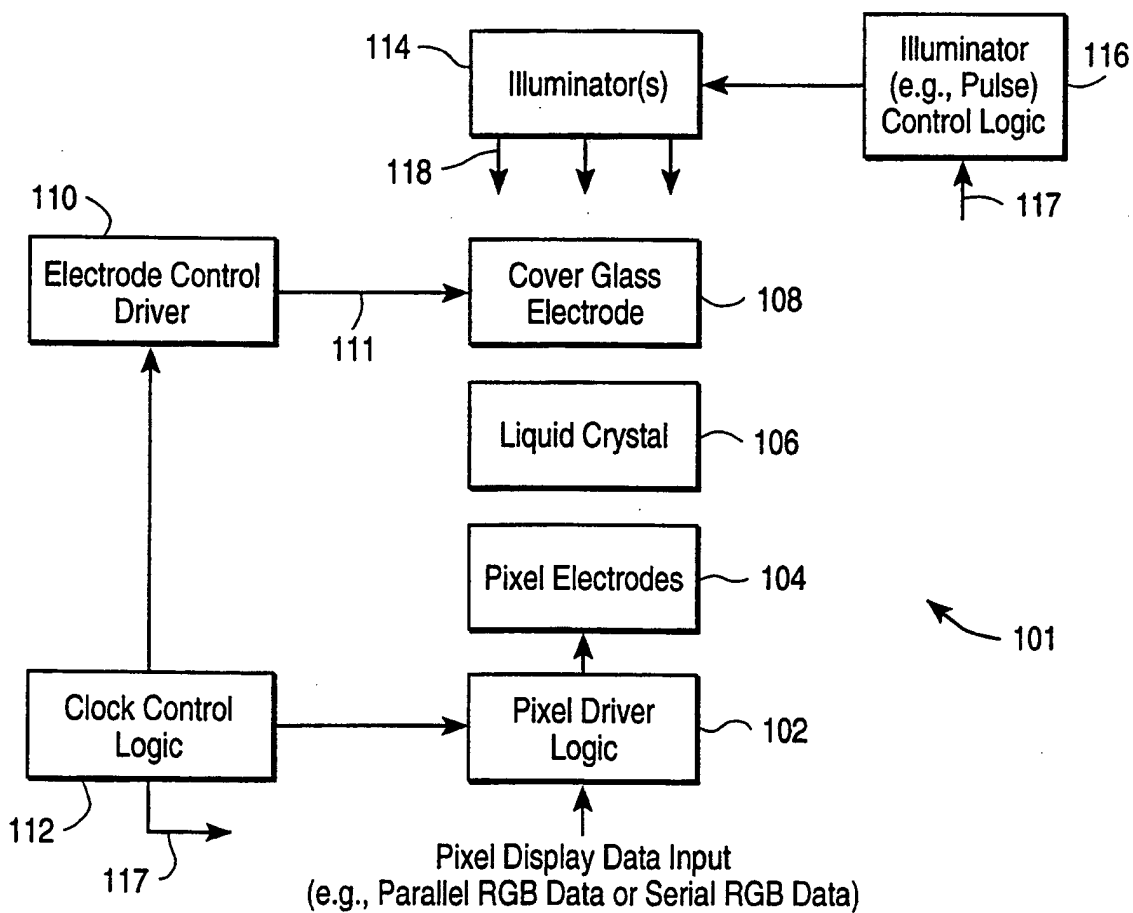 114
Illuminator(s)
Illuminator
(e.g., Pulse)
Control Logic
116
118
117
110
Electrode Control
Driver
111
Cover Glass
Electrode
108
Liquid Crystal
106
Pixel Electrodes
104
101
Clock Control
Logic
Pixel Driver
Logic
102
112
117
Pixel Display Data Input
(e.g., Parallel RGB Data or Serial RGB Data)